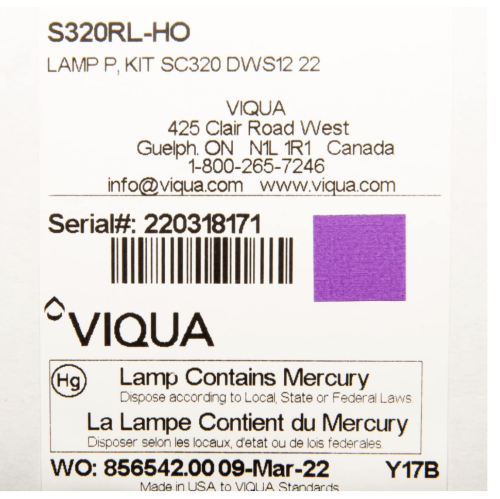 S320RL-HO
LAMP P, KIT SC320 DWS12 22
VIQUA
425 Clair Road West
Guelph. ON N1L 1R1 Canada
1-800-265-7246
info@viqua.com www.viqua.com
Serial#: 220318171
VIQUA
Hg Lamp Contains Mercury
Dispose according to Local, State or Federal Laws.
La Lampe Contient du Mercury
Disposer selon les locaux, d'etat ou de lois federales.
WO: 856542.00 09-Mar-22 Y17B
Made in USA to VIQUA Standards